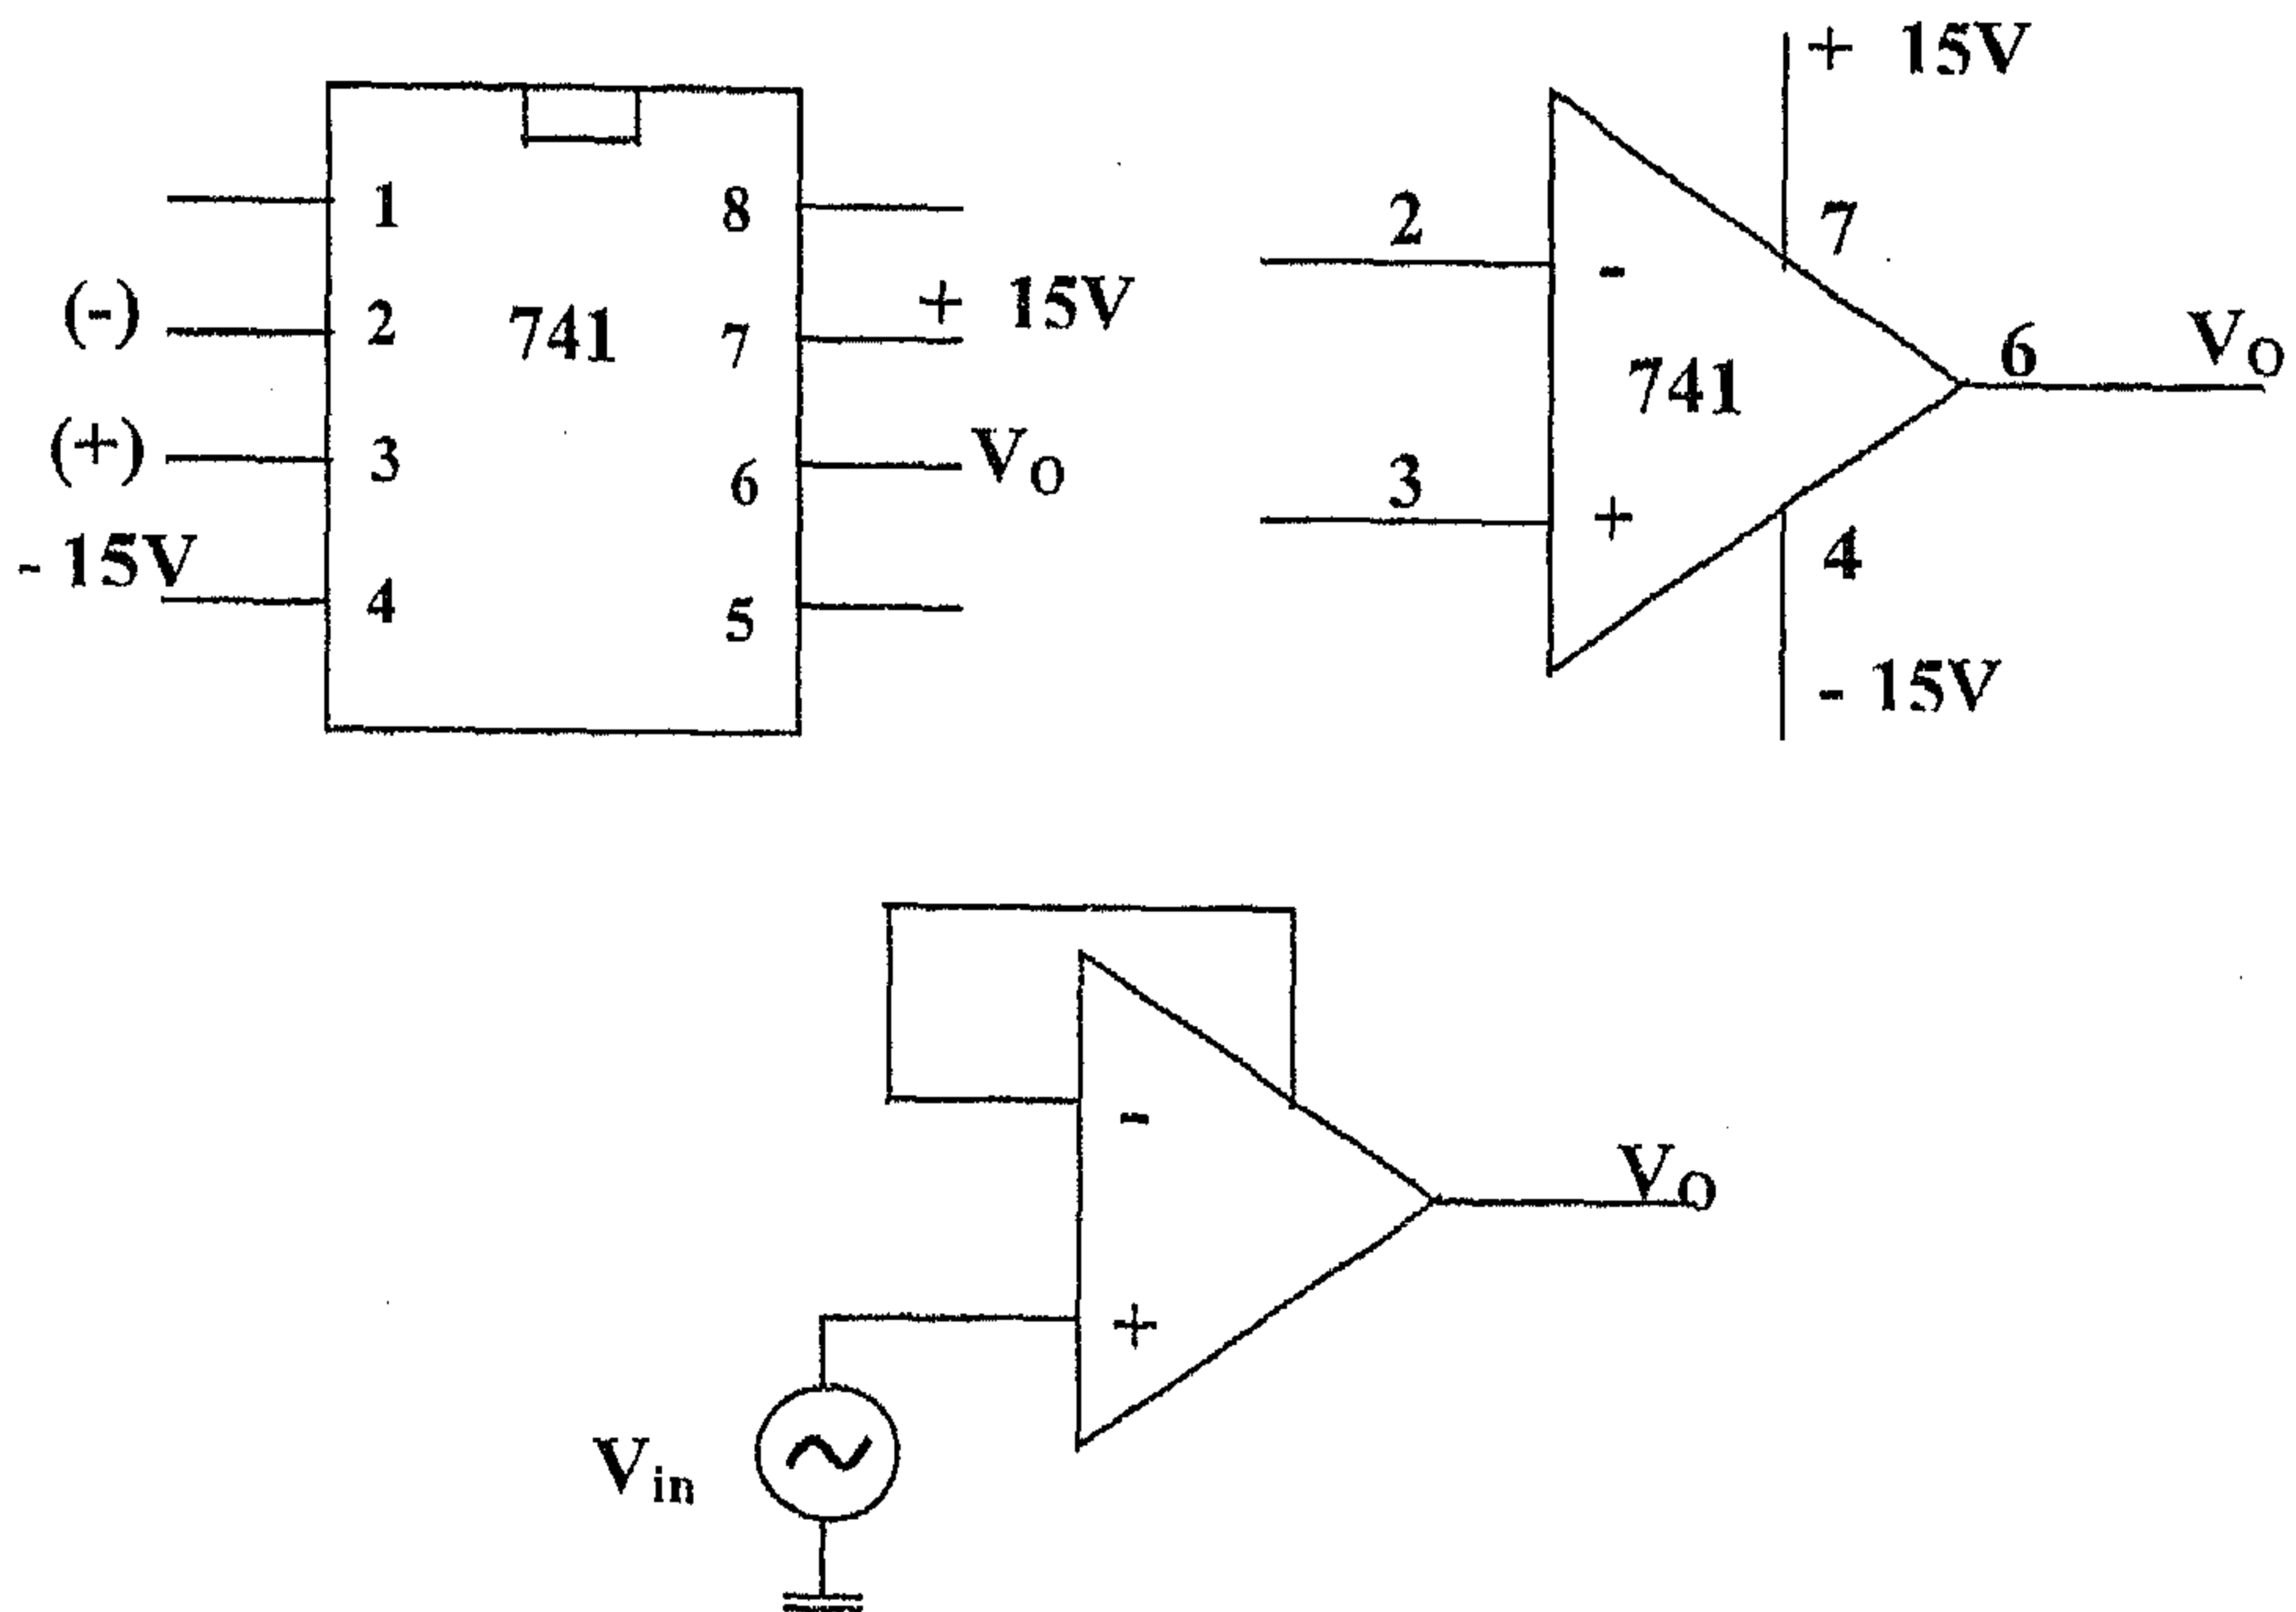 1 8
(-) 2 741 7 + 15V
(+) 3 6 VO
- 15V 4 5
+ 15V
2 - 7
741 6 VO
3 + 4
- 15V
-
VO
+
Vin